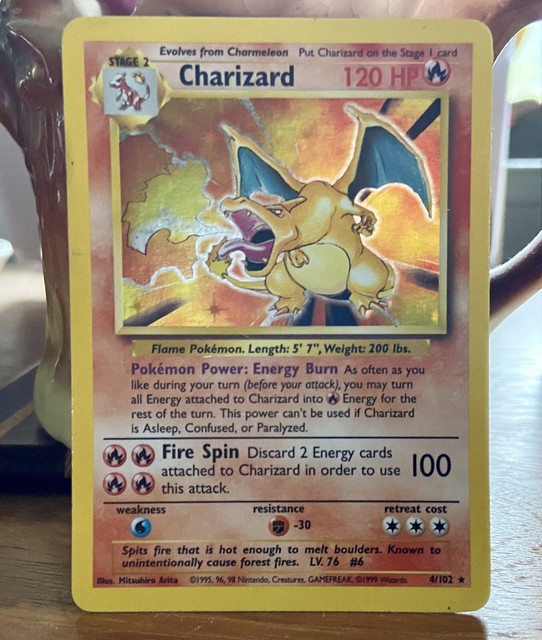 Evolves from Charmeleon Put Charizard on the Stage 1 card
STAGE 2
Charizard 120 HP
Flame Pokémon. Length: 5' 7", Weight: 200 lbs.
Pokémon Power: Energy Burn As often as you
like during your turn (before your attack), you may turn
all Energy attached to Charizard into Energy for the
rest of the turn. This power can't be used if Charizard
is Asleep, Confused, or Paralyzed.
Fire Spin Discard 2 Energy cards
attached to Charizard in order to use 100
this attack.
weakness resistance retreat cost
-30
Spits fire that is hot enough to melt boulders. Known to
unintentionally cause forest fires. LV. 76 #6
Illus. Mitsuhiro Arita ©1995, 96, 98 Nintendo, Creatures, GAMEFREAK. ©1999 Wizards. 4/102 ★